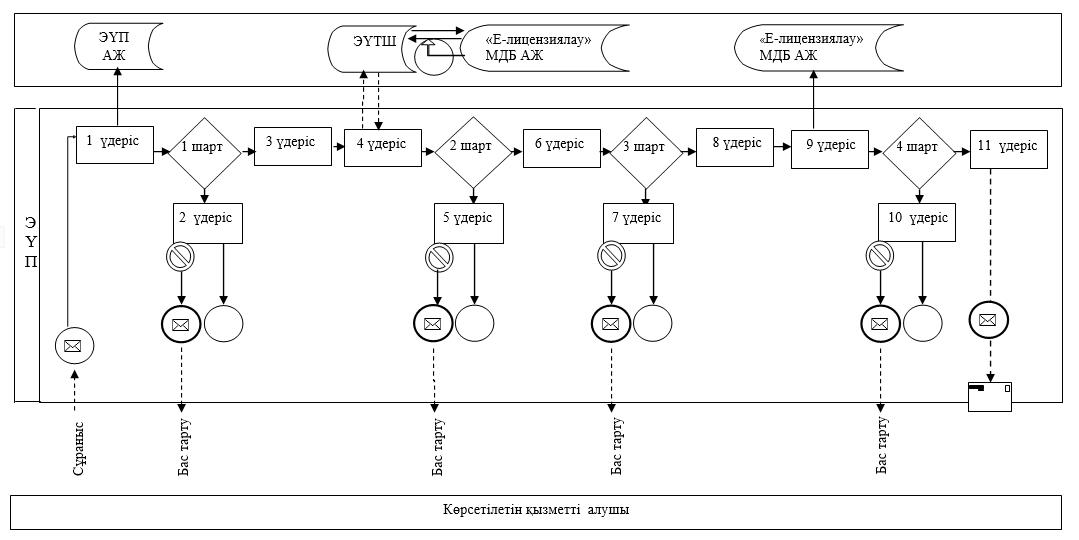 ЭҮП
АЖ
ЭҮТШ
«Е-лицензиялау»
МДБ АЖ
«Е-лицензиялау»
МДБ АЖ
Э
Ү
П
1 үдеріс
1 шарт
3 үдеріс
4 үдеріс
2 шарт
6 үдеріс
3 шарт
8 үдеріс
9 үдеріс
4 шарт
11 үдеріс
2 үдеріс
5 үдеріс
7 үдеріс
10 үдеріс
Сұраныс
Бас тарту
Бас тарту
Бас тарту
Бас тарту
Көрсетілетін қызметті алушы